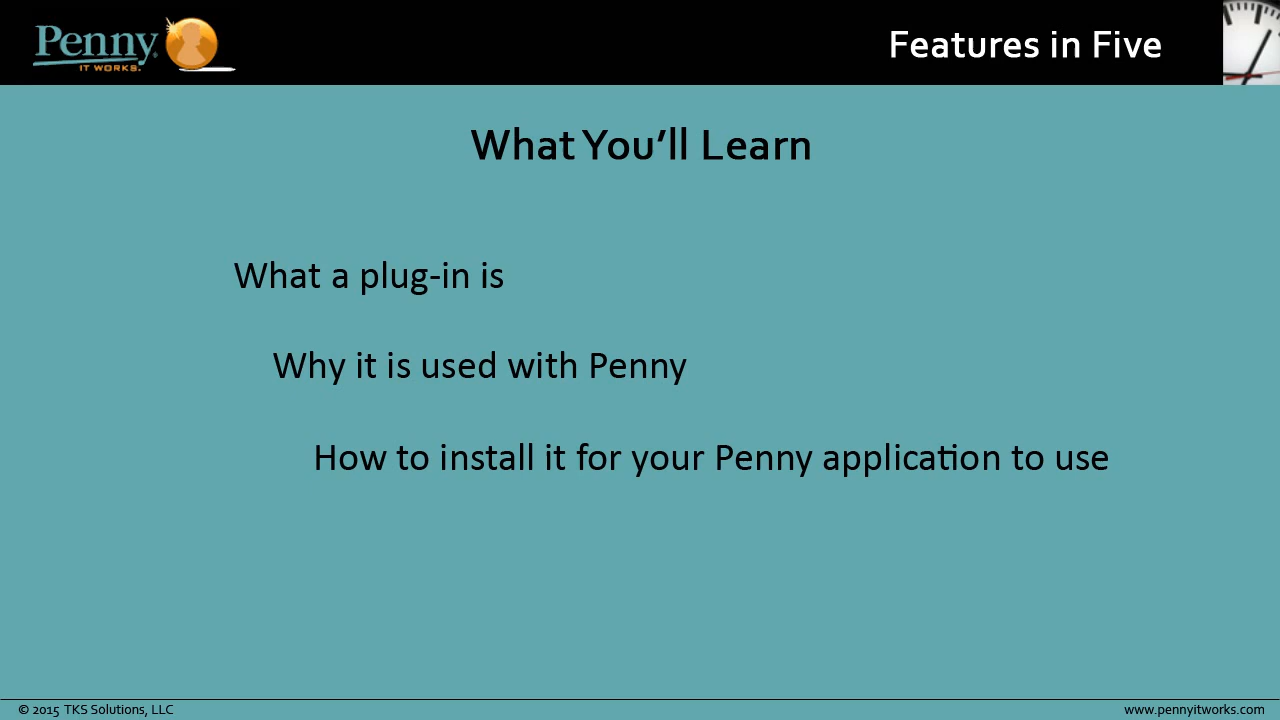 Penny
IT WORKS.
Features in Five
What You'll Learn
What a plug-in is
Why it is used with Penny
How to install it for your Penny application to use
© 2015 TKS Solutions, LLC
www.pennyitworks.com